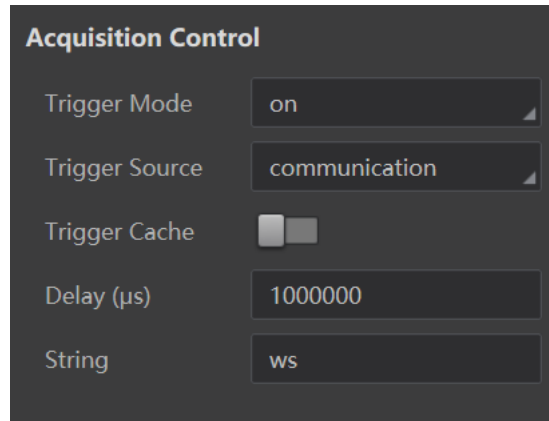 Acquisition Control
Trigger Mode on
Trigger Source communication
Trigger Cache
Delay (μs) 1000000
String ws